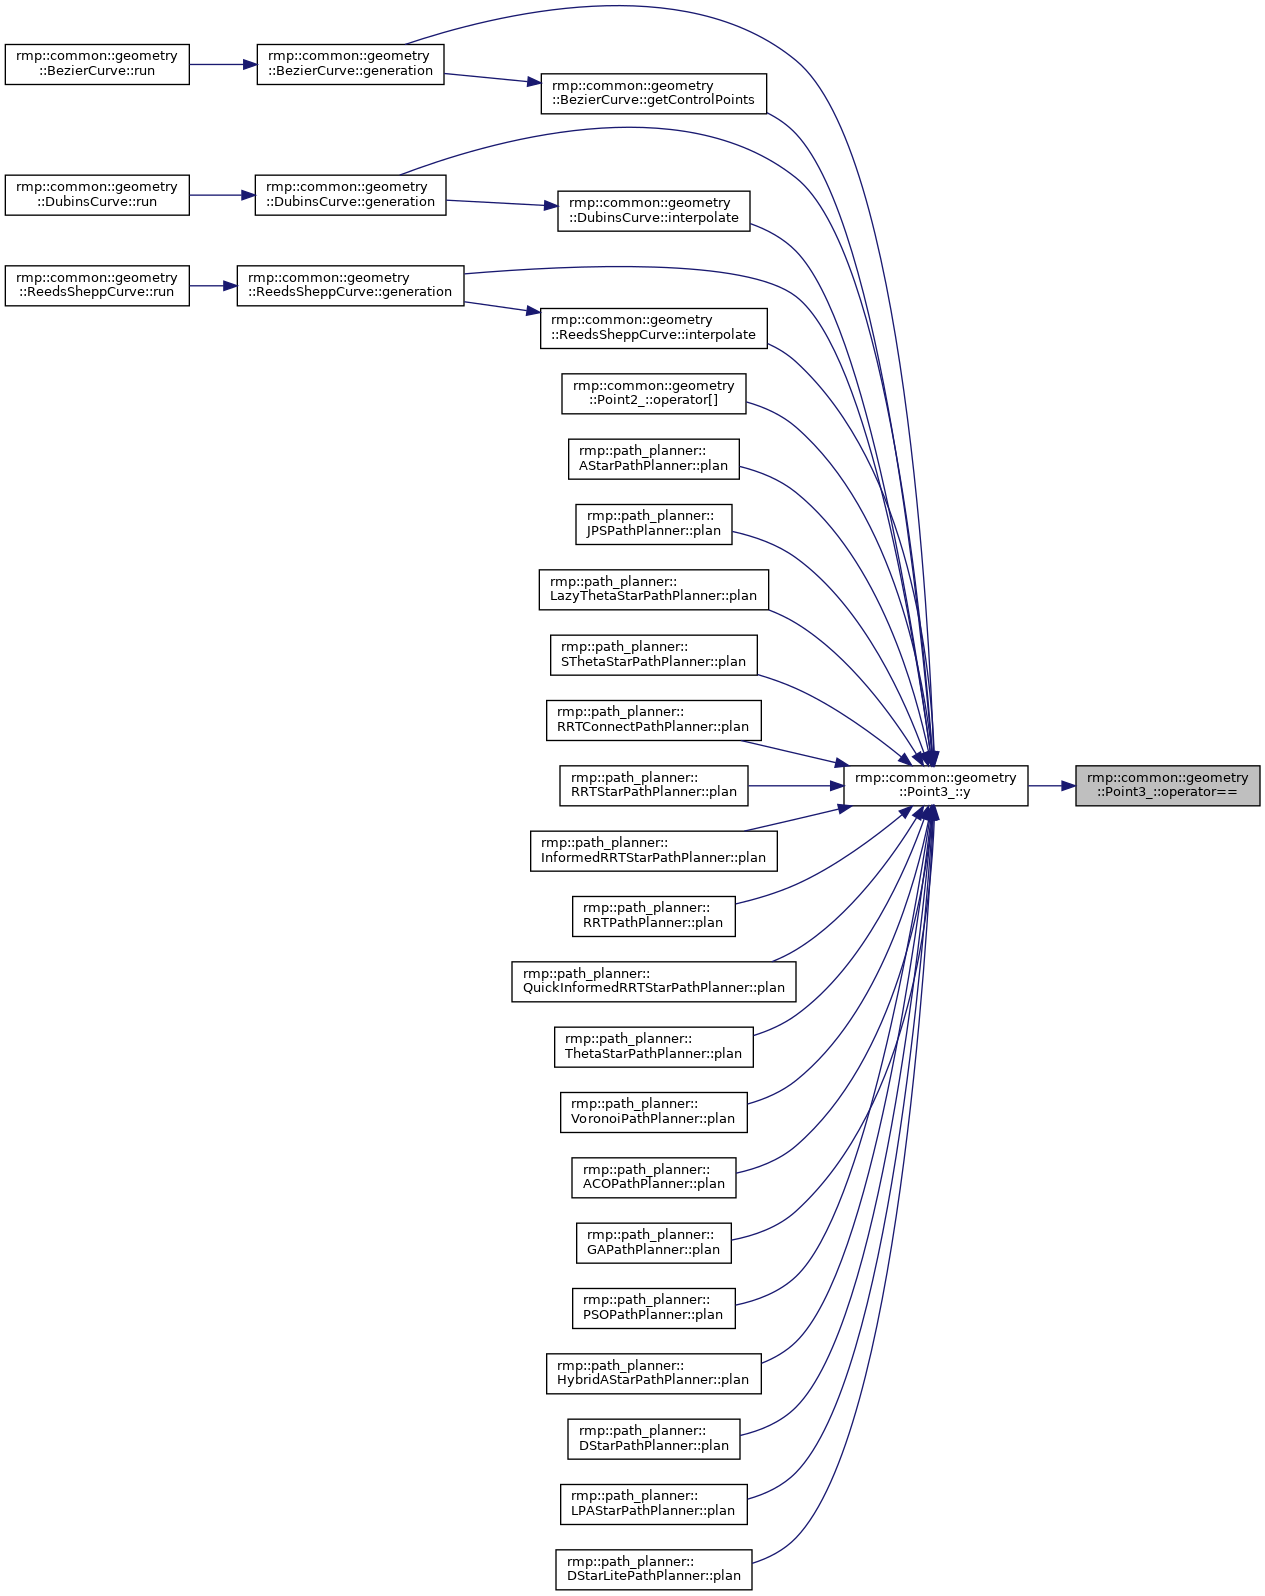 rmp::common::geometry
::BezierCurve::run
rmp::common::geometry
::BezierCurve::generation
rmp::common::geometry
::BezierCurve::getControlPoints
rmp::common::geometry
::DubinsCurve::run
rmp::common::geometry
::DubinsCurve::generation
rmp::common::geometry
::DubinsCurve::interpolate
rmp::common::geometry
::ReedsSheppCurve::run
rmp::common::geometry
::ReedsSheppCurve::generation
rmp::common::geometry
::ReedsSheppCurve::interpolate
rmp::common::geometry
::Point2_::operator[]
rmp::path_planner::
AStarPathPlanner::plan
rmp::path_planner::
JPSPathPlanner::plan
rmp::path_planner::
LazyThetaStarPathPlanner::plan
rmp::path_planner::
SThetaStarPathPlanner::plan
rmp::path_planner::
RRTConnectPathPlanner::plan
rmp::path_planner::
RRTStarPathPlanner::plan
rmp::common::geometry
::Point3_::y
rmp::common::geometry
::Point3_::operator==
rmp::path_planner::
InformedRRTStarPathPlanner::plan
rmp::path_planner::
RRTPathPlanner::plan
rmp::path_planner::
QuickInformedRRTStarPathPlanner::plan
rmp::path_planner::
ThetaStarPathPlanner::plan
rmp::path_planner::
VoronoiPathPlanner::plan
rmp::path_planner::
ACOPathPlanner::plan
rmp::path_planner::
GAPathPlanner::plan
rmp::path_planner::
PSOPathPlanner::plan
rmp::path_planner::
HybridAStarPathPlanner::plan
rmp::path_planner::
DStarPathPlanner::plan
rmp::path_planner::
LPAStarPathPlanner::plan
rmp::path_planner::
DStarLitePathPlanner::plan